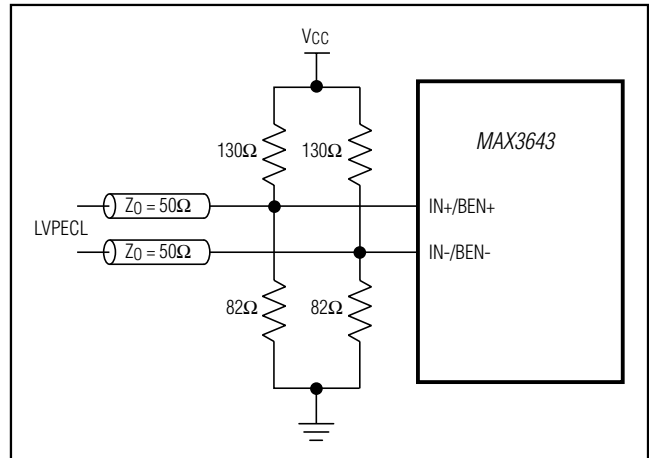 VCC
130Ω 130Ω
MAX3643
Z0 = 50Ω
IN+/BEN+
LVPECL
Z0 = 50Ω
IN-/BEN-
82Ω 82Ω